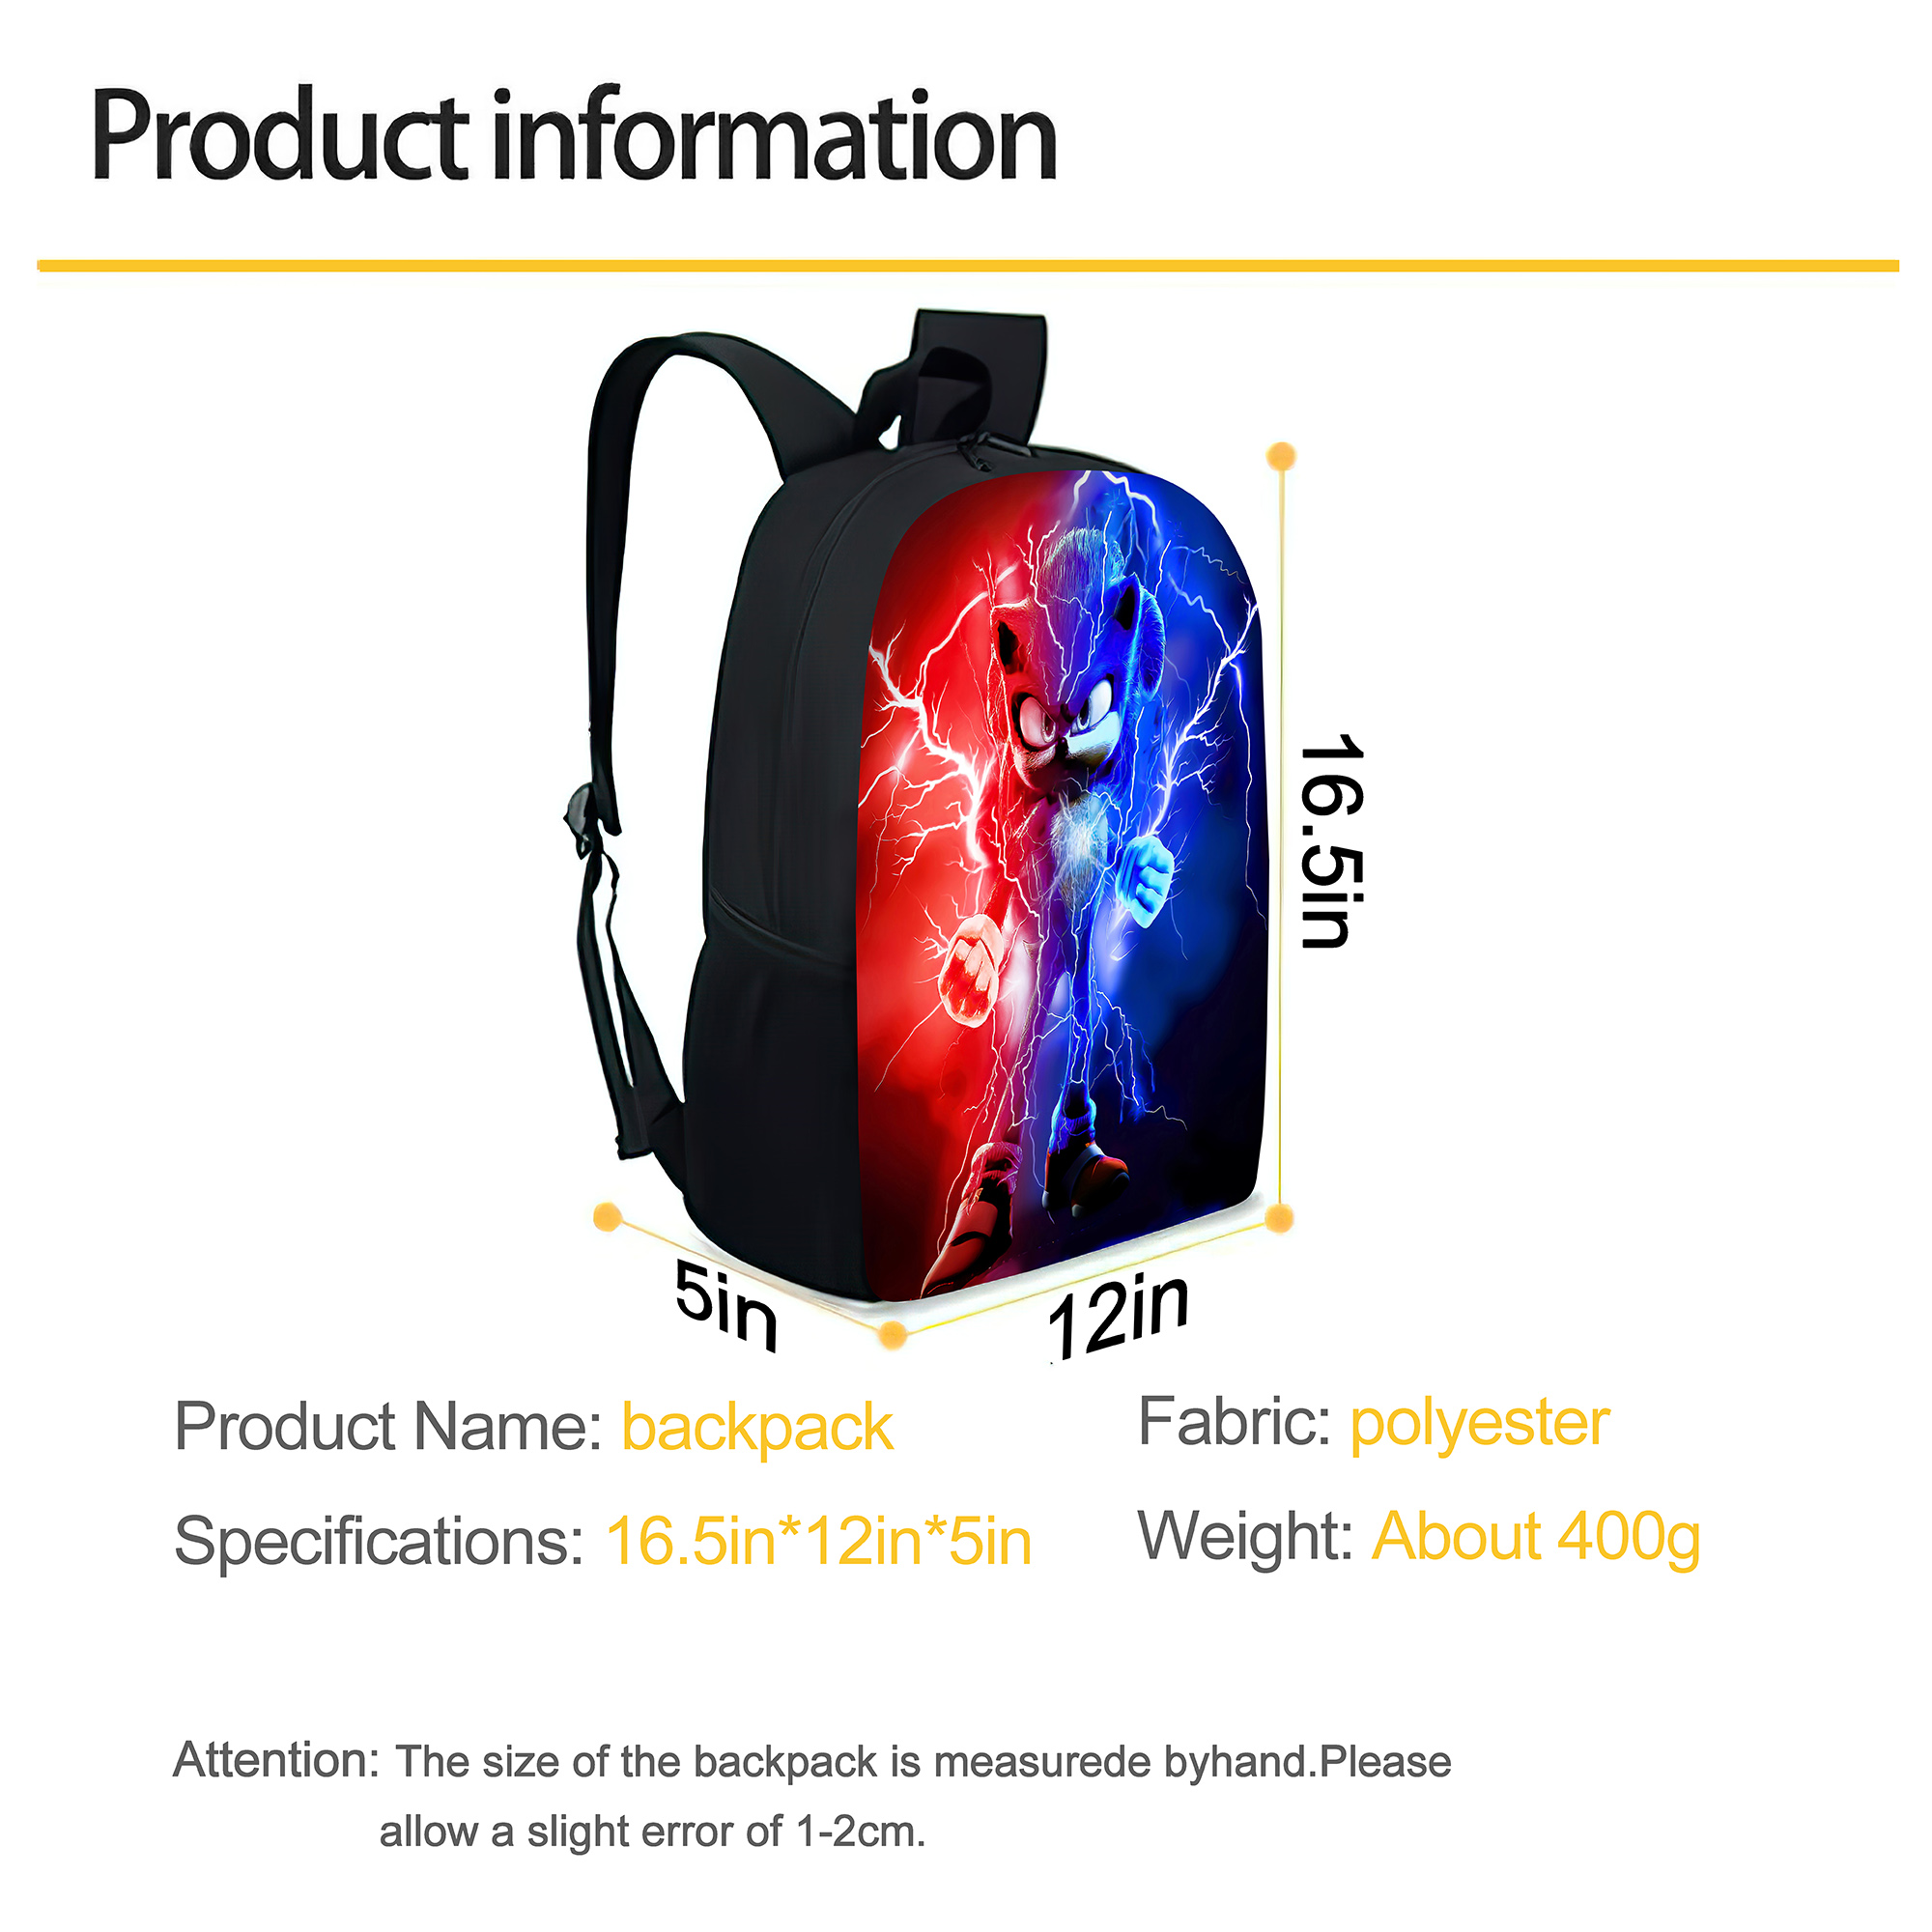 Product information
16.5in
5in
12in
Product Name: backpack
Fabric: polyester
Specifications: 16.5in*12in*5in
Weight: About 400g
Attention: The size of the backpack is measurede byhand.Please
allow a slight error of 1-2cm.